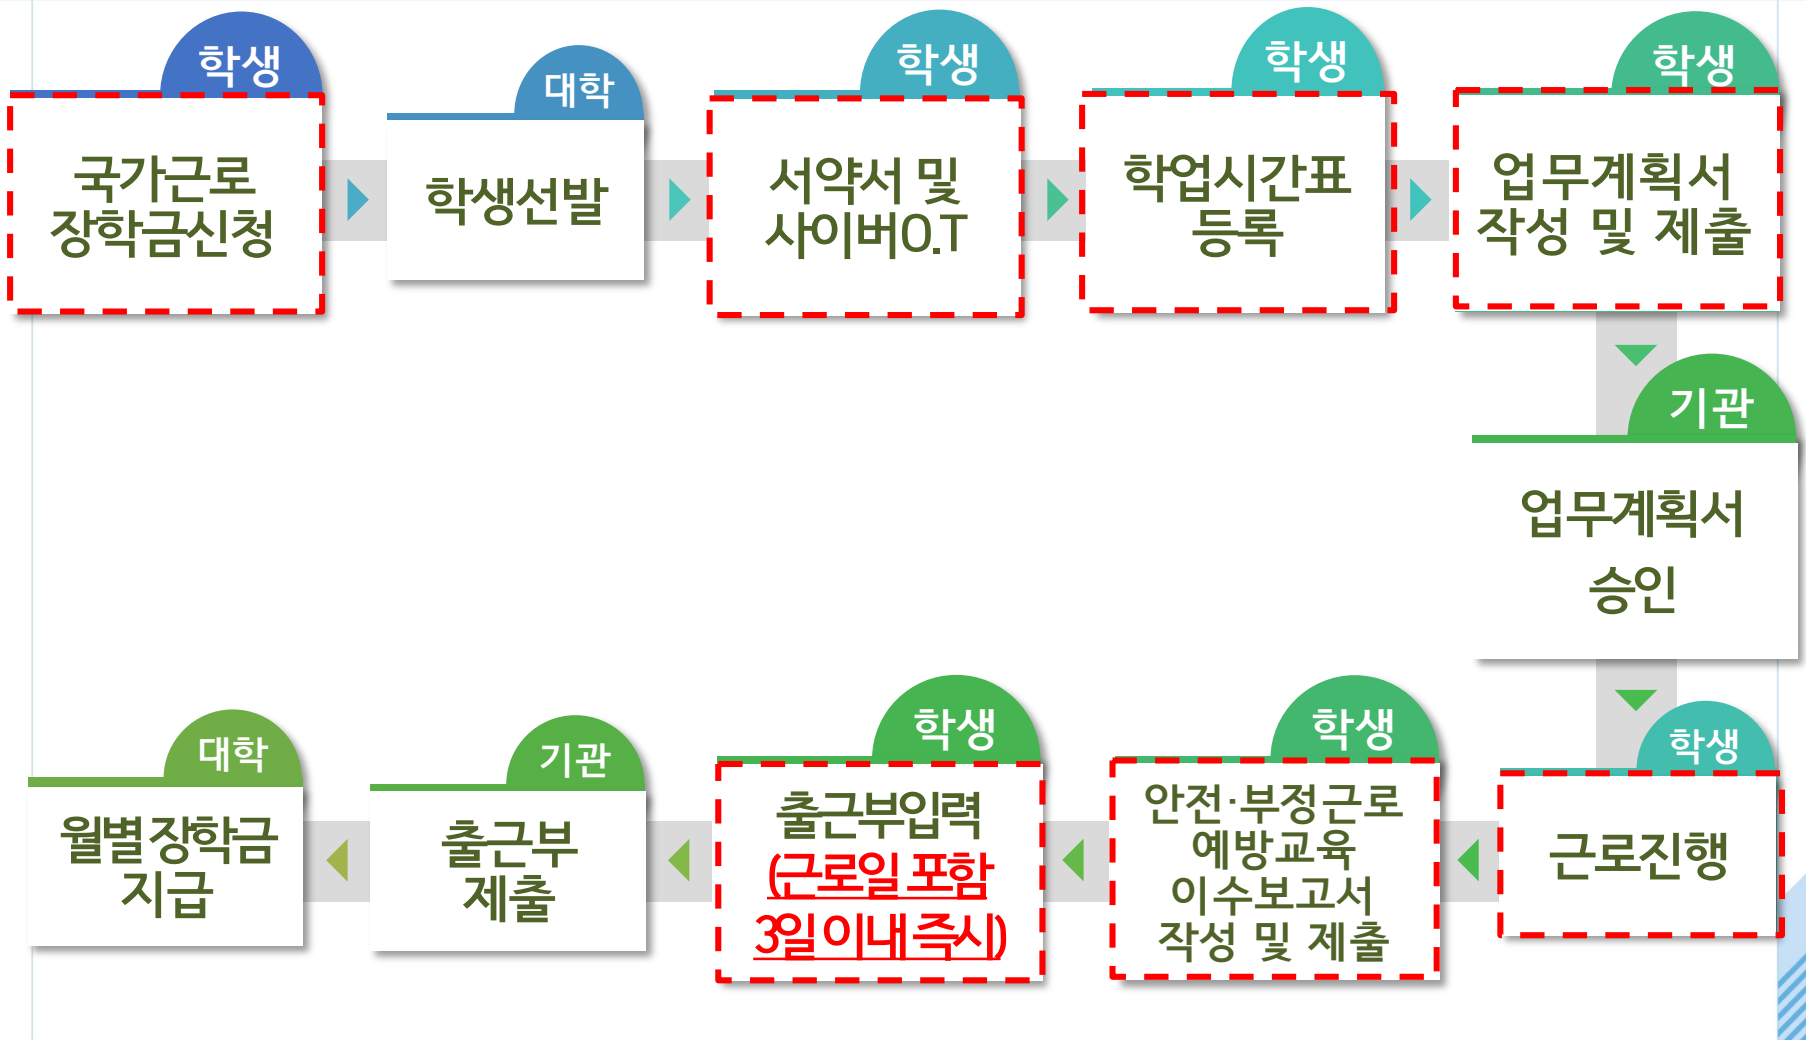 학생
국가근로
장학금신청
대학
학생선발
학생
서약서 및
사이버O.T
학생
학업시간표
등록
학생
업무계획서
작성 및 제출
기관
업무계획서
승인
학생
근로진행
학생
안전·부정근로
예방교육
이수보고서
작성 및 제출
학생
출근부입력
(근로일 포함
3일 이내 즉시)
기관
출근부
제출
대학
월별 장학금
지급